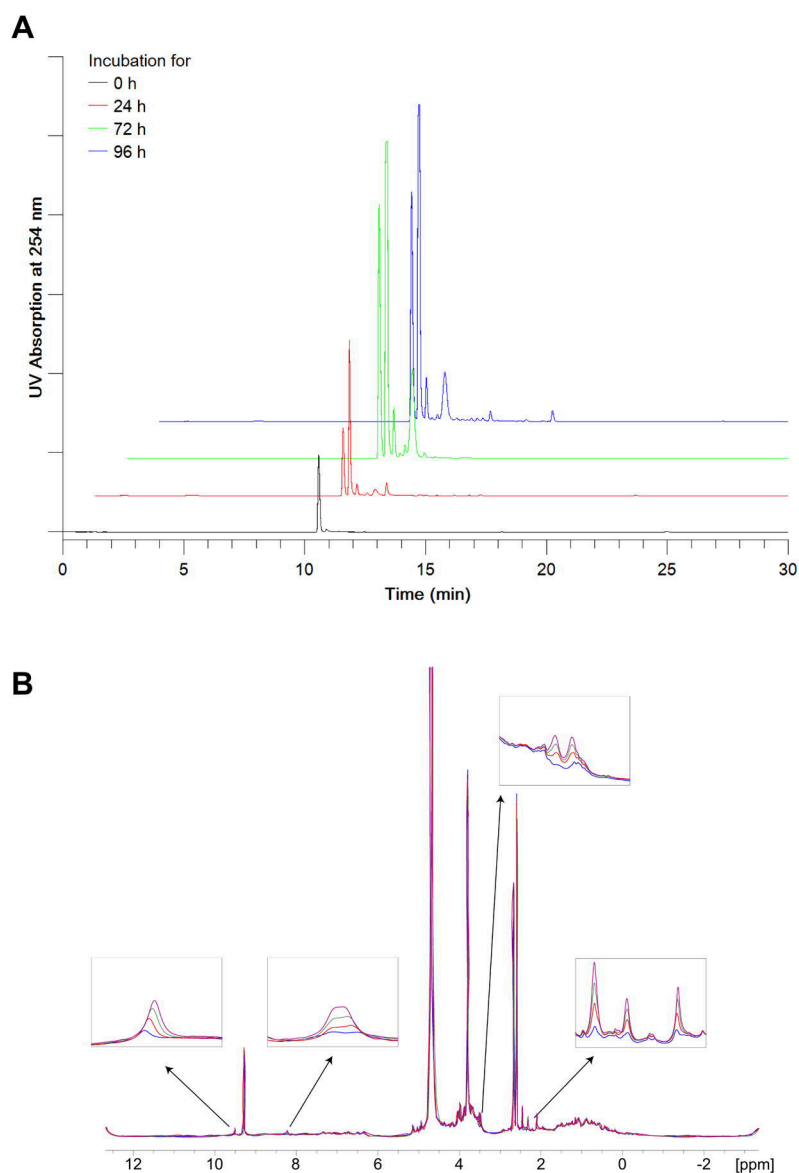 A
Incubation for
0 h
24 h
72 h
96 h
UV Absorption at 254 nm
0 5 10 15 20 25 30
Time (min)
B
12 10 8 6 4 2 0 -2 [ppm]